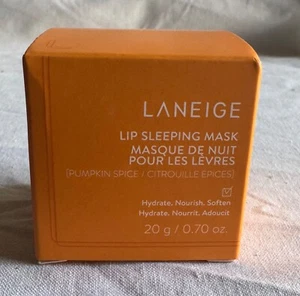 LANEIGE
LIP SLEEPING MASK
MASQUE DE NUIT
POUR LES LÈVRES
(PUMPKIN SPICE / CITROUILLE ÉPICES)
Hydrate. Nourish. Soften
Hydrate. Nourrit. Adoucit
20 g / 0.70 oz.